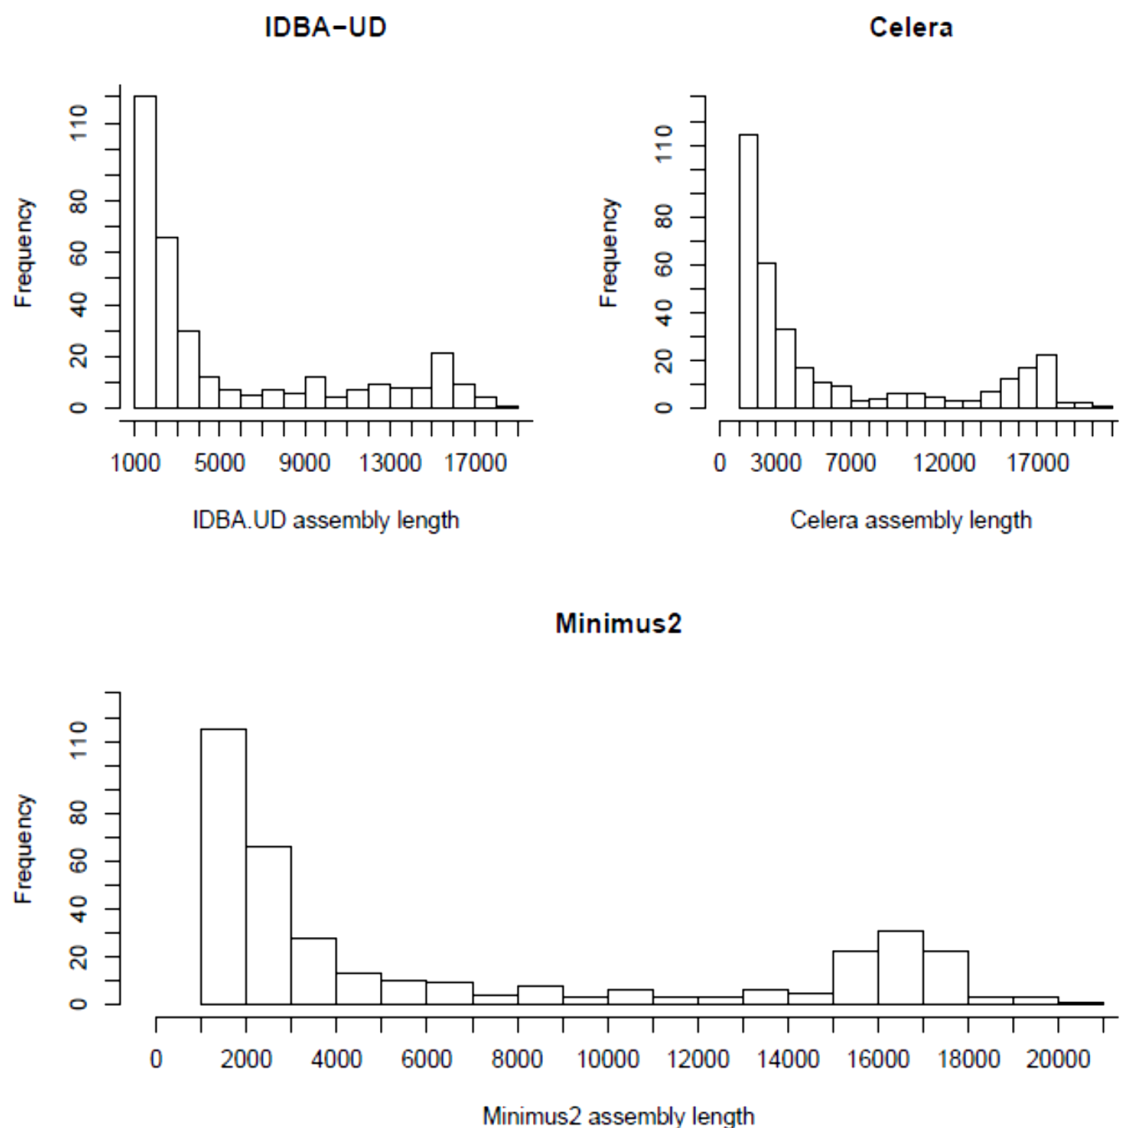 IDBA−UD
Frequency
110
80
60
40
20
0
1000 5000 9000 13000 17000
IDBA.UD assembly length
Celera
Frequency
110
80
60
40
20
0
0 3000 7000 12000 17000
Celera assembly length
Minimus2
Frequency
110
80
60
40
20
0
0 2000 4000 6000 8000 10000 12000 14000 16000 18000 20000
Minimus2 assembly length